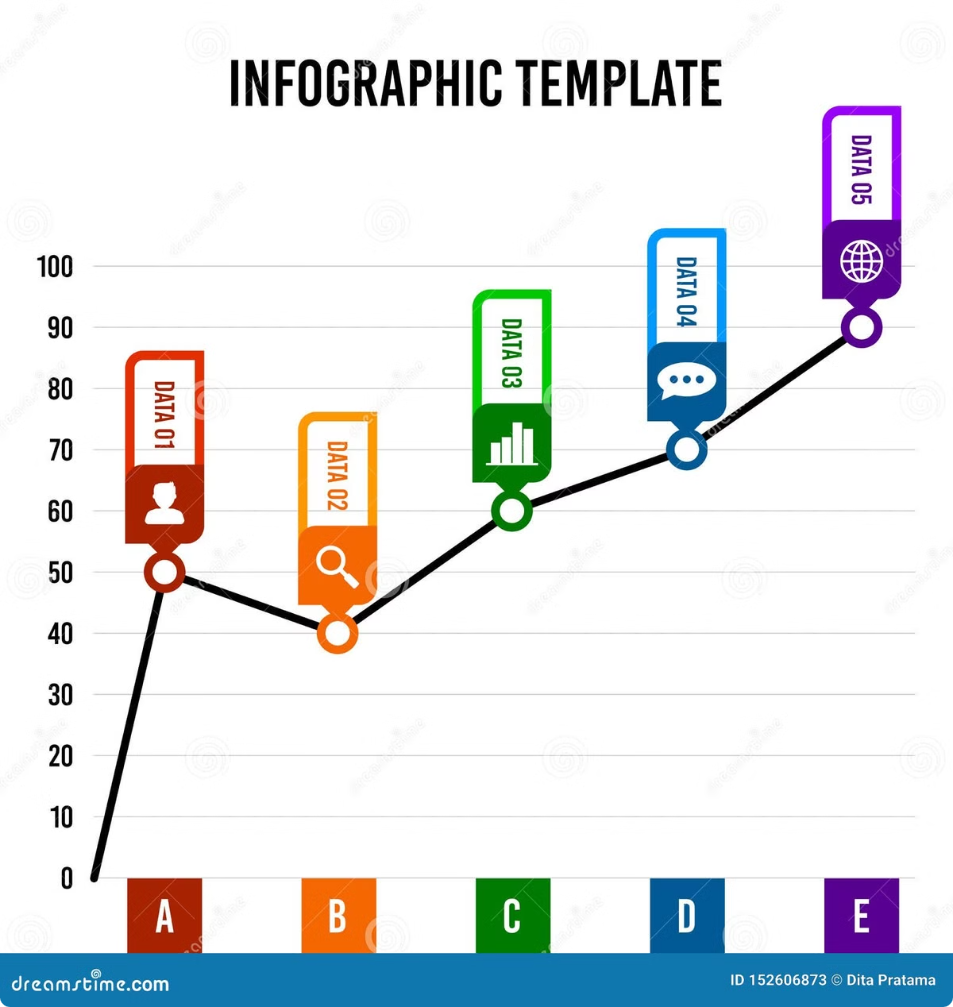 INFOGRAPHIC TEMPLATE
DATA 05
DATA 04
DATA 03
DATA 01
DATA 02
100
90
80
70
60
50
40
30
20
10
0
A B C D E
dreamstime.com
ID 152606873 © Dita Pratama